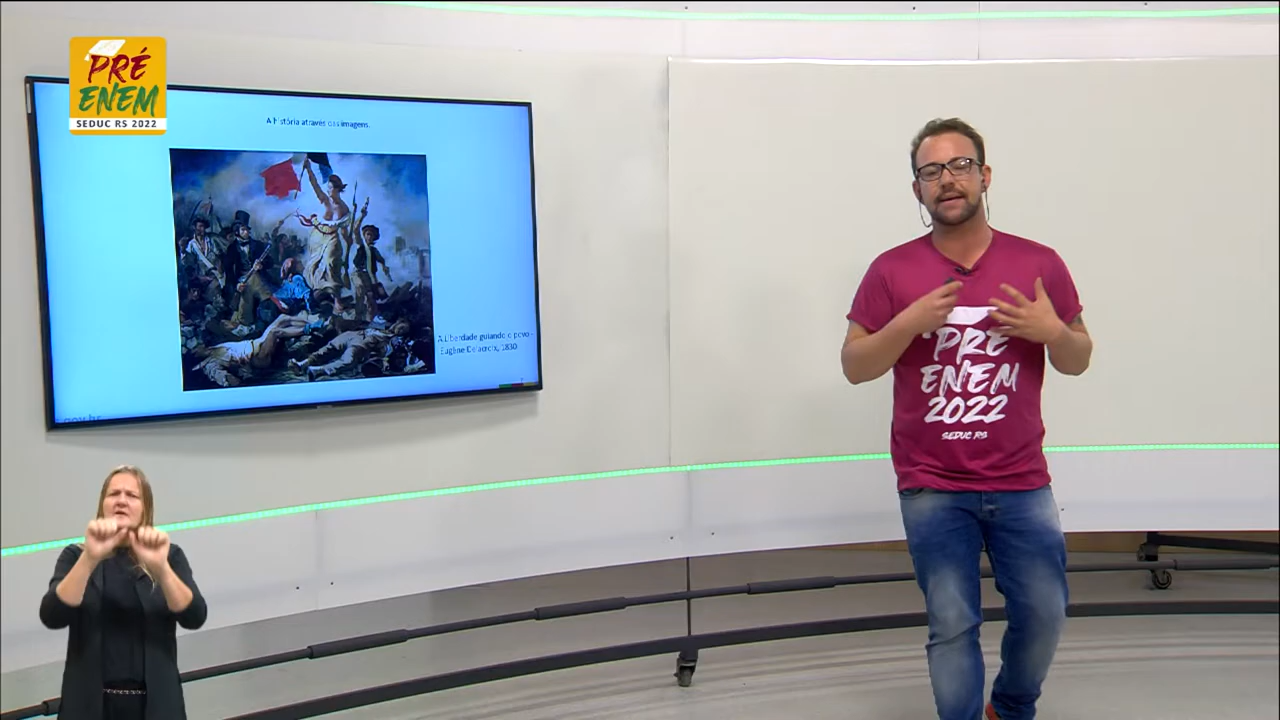 PRÉ
ENEM
SEDUC RS 2022
A história através das imagens.
A Liberdade guiando o povo -
Eugène Delacroix, 1830
PRÉ
ENEM
2022
SEDUC RS